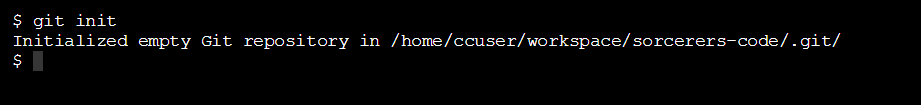 $ git init
Initialized empty Git repository in /home/ccuser/workspace/sorcerers-code/.git/
$